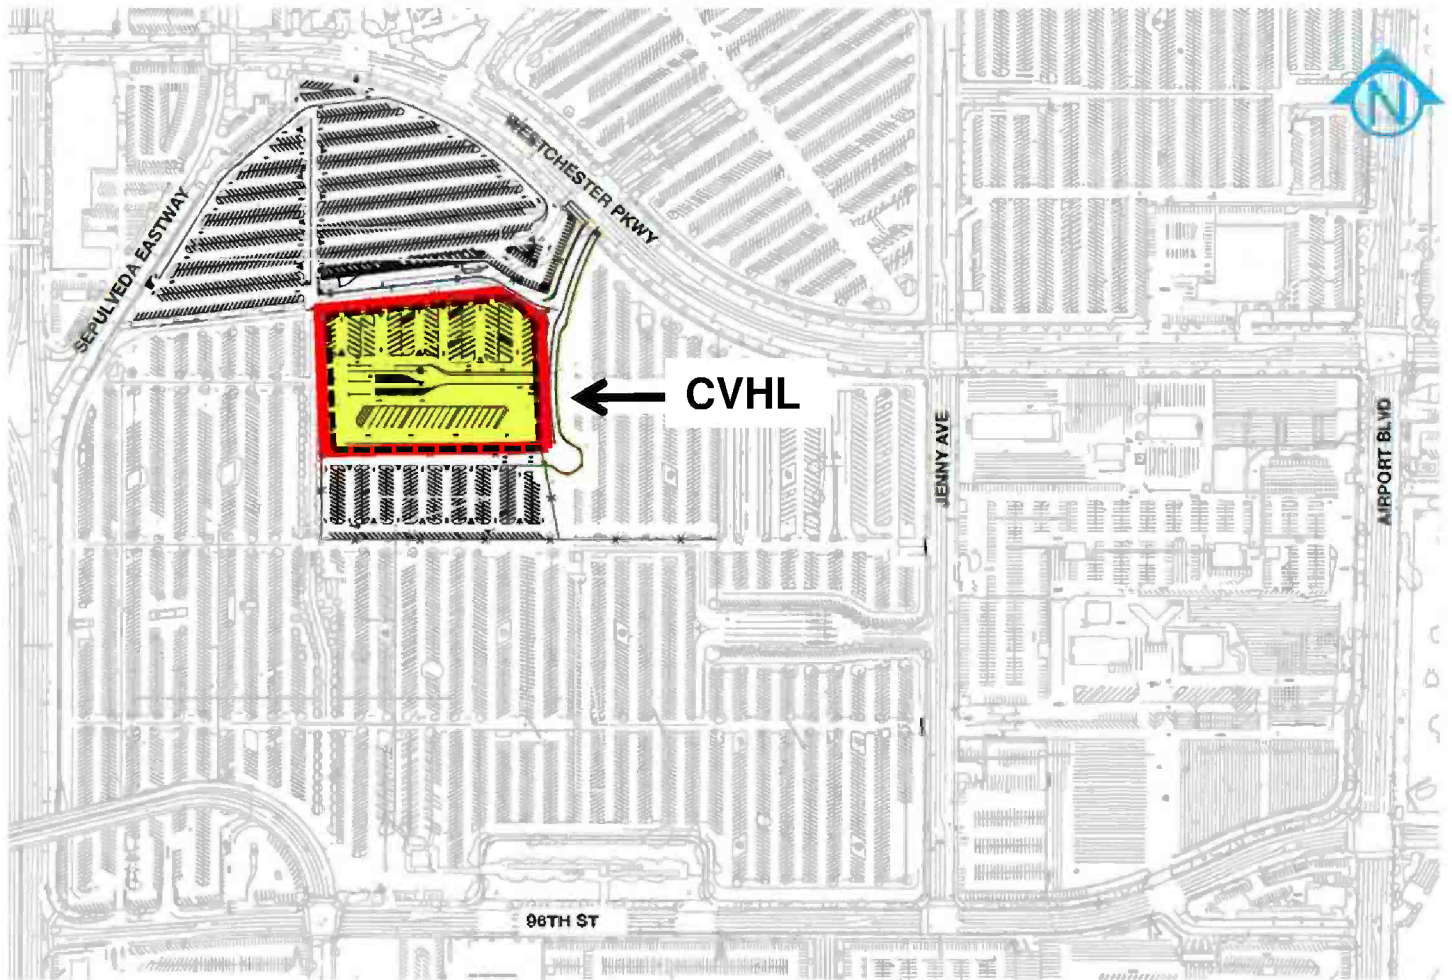 N
WESTCHESTER PKWY
SEPULVEDA EASTWAY
CVHL
JENNY AVE
AIRPORT BLVD
96TH ST